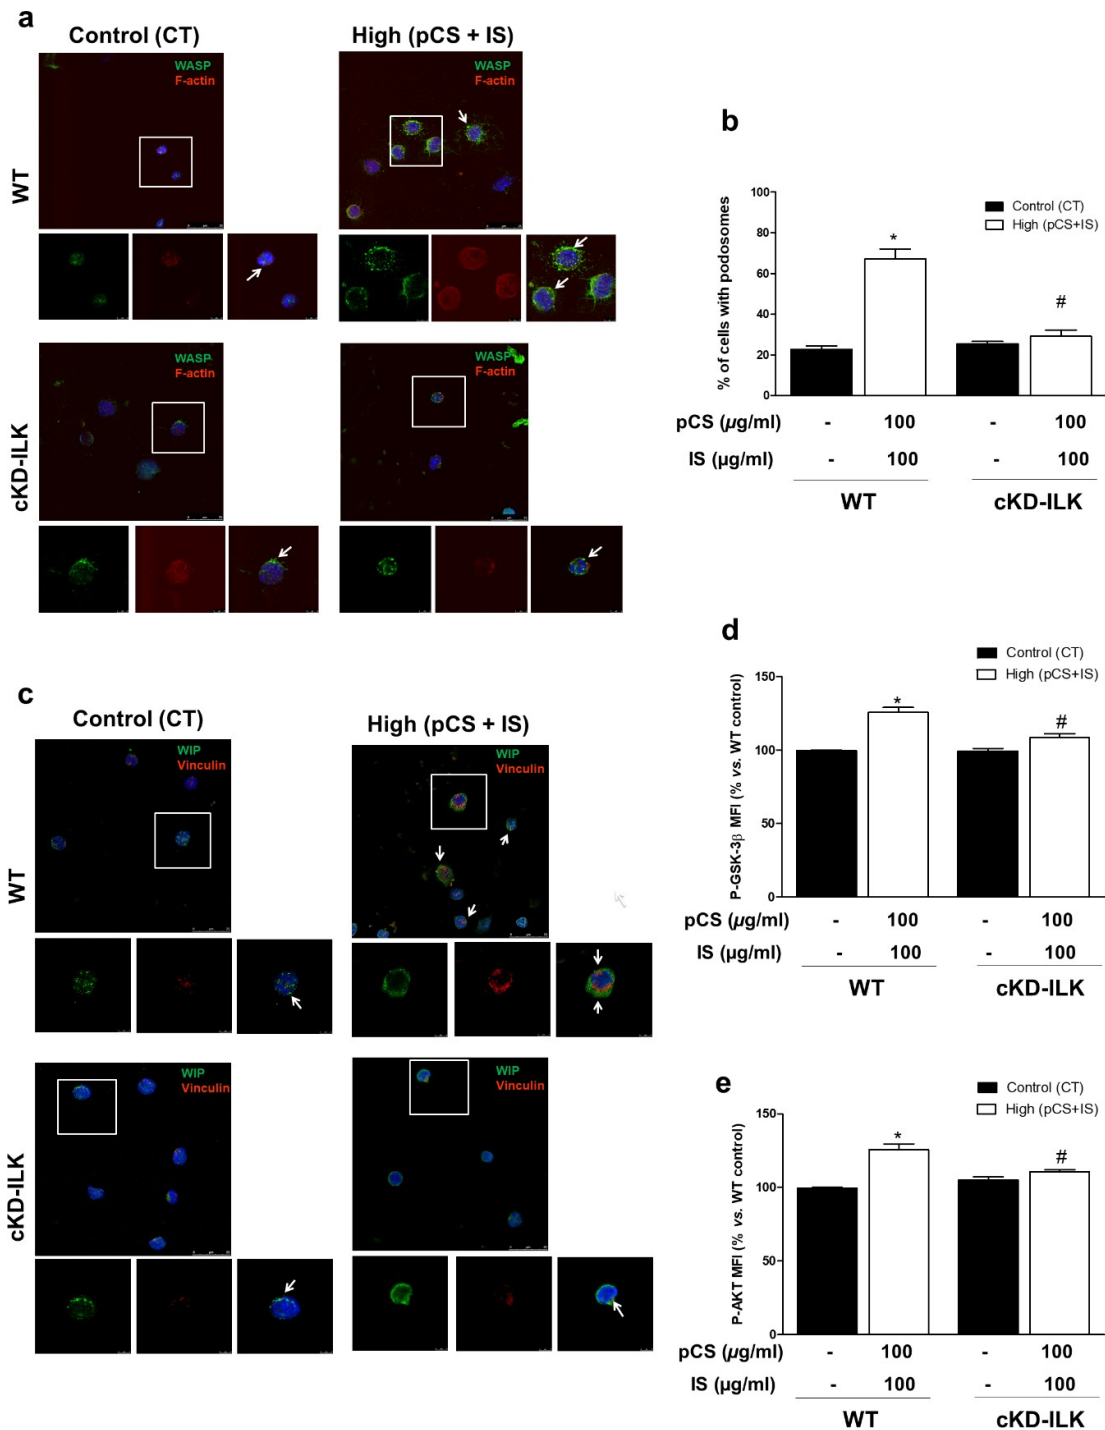 a
Control (CT)
High (pCS + IS)
WASP
F-actin
WASP
F-actin
WT
WASP
F-actin
WASP
F-actin
cKD-ILK
b
Control (CT)
High (pCS+IS)
% of cells with podosomes
100
80
60
40
20
0
*
#
pCS (µg/ml) - 100 - 100
IS (µg/ml) - 100 - 100
WT cKD-ILK
c
Control (CT)
High (pCS + IS)
WIP
Vinculin
WIP
Vinculin
WT
WIP
Vinculin
WIP
Vinculin
cKD-ILK
d
Control (CT)
High (pCS+IS)
P-GSK-3β MFI (% vs. WT control)
150
100
50
0
*
#
pCS (µg/ml) - 100 - 100
IS (µg/ml) - 100 - 100
WT cKD-ILK
e
Control (CT)
High (pCS+IS)
P-AKT MFI (% vs. WT control)
150
100
50
0
*
#
pCS (µg/ml) - 100 - 100
IS (µg/ml) - 100 - 100
WT cKD-ILK